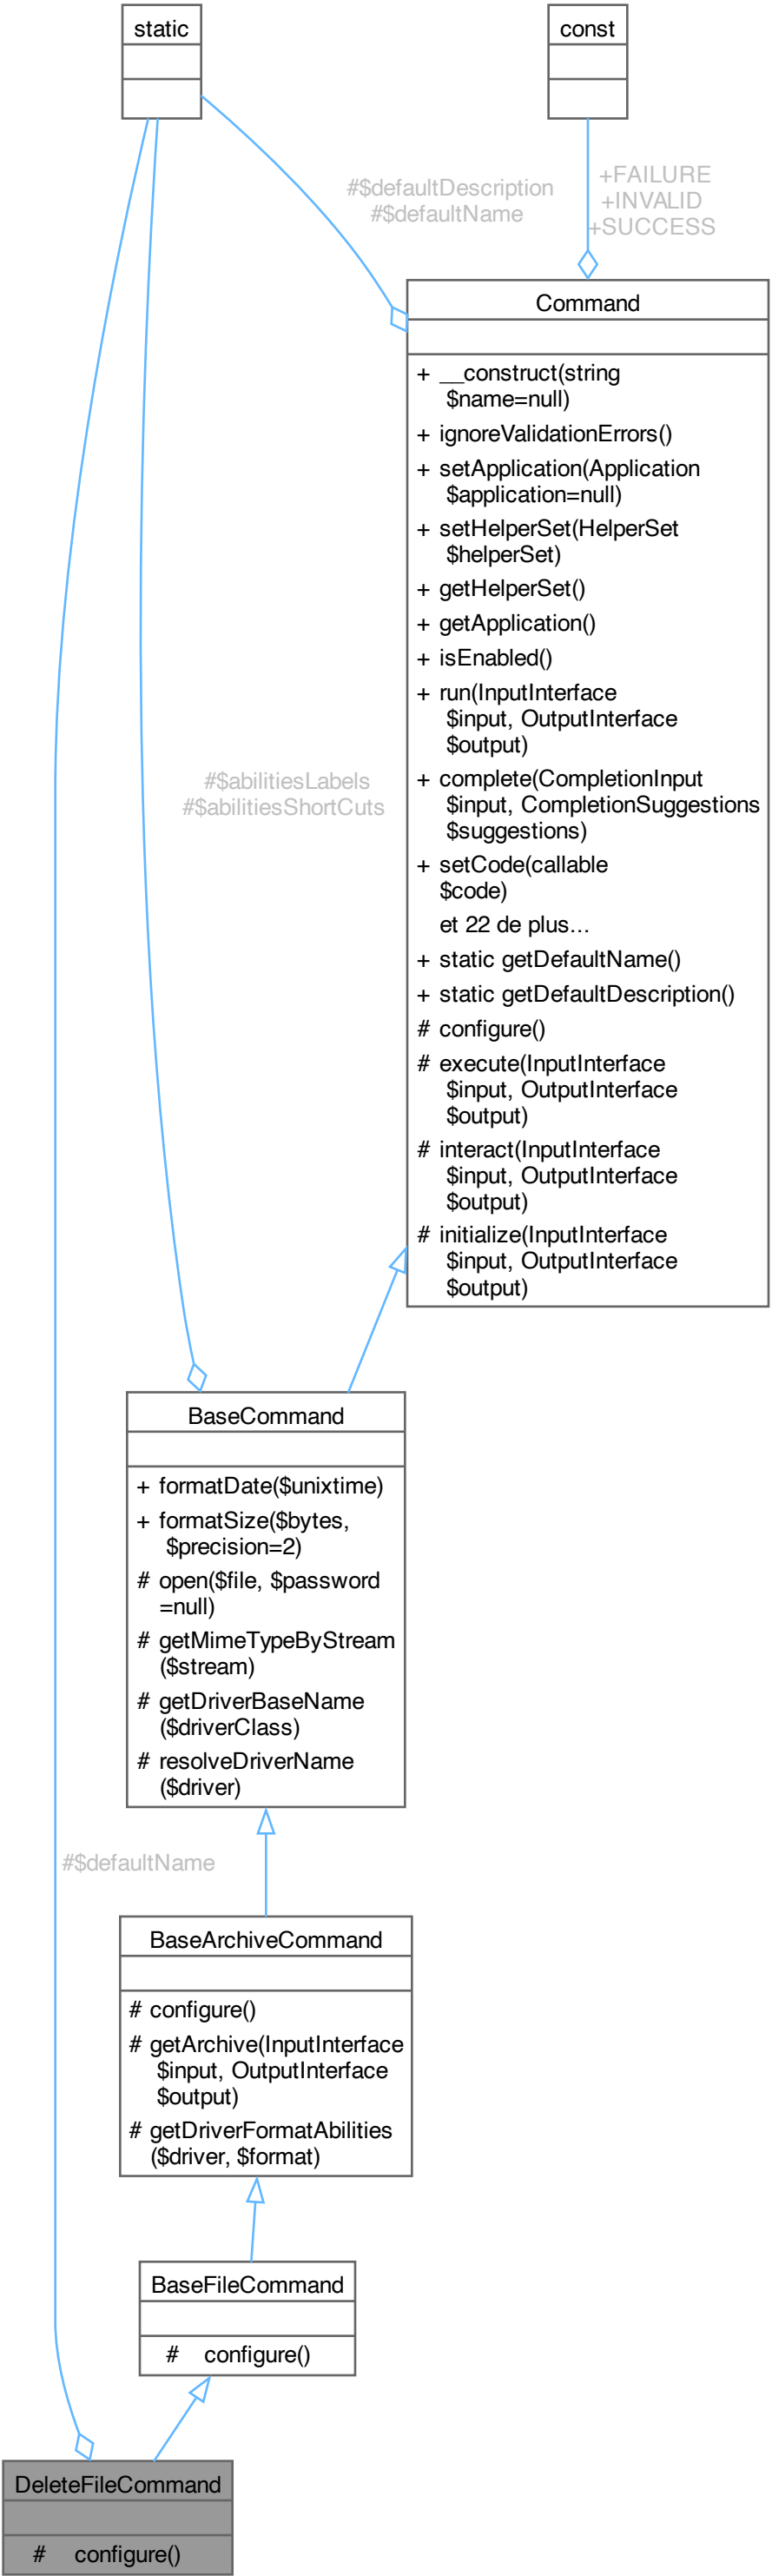 static
const
#$defaultDescription
#$defaultName
+FAILURE
+INVALID
+SUCCESS
Command
+ __construct(string
$name=null)
+ ignoreValidationErrors()
+ setApplication(Application
$application=null)
+ setHelperSet(HelperSet
$helperSet)
+ getHelperSet()
+ getApplication()
+ isEnabled()
+ run(InputInterface
$input, OutputInterface
$output)
+ complete(CompletionInput
$input, CompletionSuggestions
$suggestions)
+ setCode(callable
$code)
et 22 de plus...
+ static getDefaultName()
+ static getDefaultDescription()
# configure()
# execute(InputInterface
$input, OutputInterface
$output)
# interact(InputInterface
$input, OutputInterface
$output)
# initialize(InputInterface
$input, OutputInterface
$output)
#$abilitiesLabels
#$abilitiesShortCuts
BaseCommand
+ formatDate($unixtime)
+ formatSize($bytes,
$precision=2)
# open($file, $password
=null)
# getMimeTypeByStream
($stream)
# getDriverBaseName
($driverClass)
# resolveDriverName
($driver)
#$defaultName
BaseArchiveCommand
# configure()
# getArchive(InputInterface
$input, OutputInterface
$output)
# getDriverFormatAbilities
($driver, $format)
BaseFileCommand
# configure()
DeleteFileCommand
# configure()